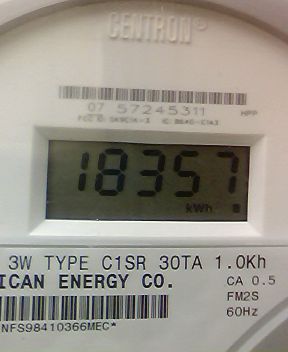 CENTRON®
07 57245311 HPP
18357
kWh
3W TYPE C1SR 30TA 1.0Kh
ICAN ENERGY CO. CA 0.5
FM2S
60Hz
NFS98410366MEC*